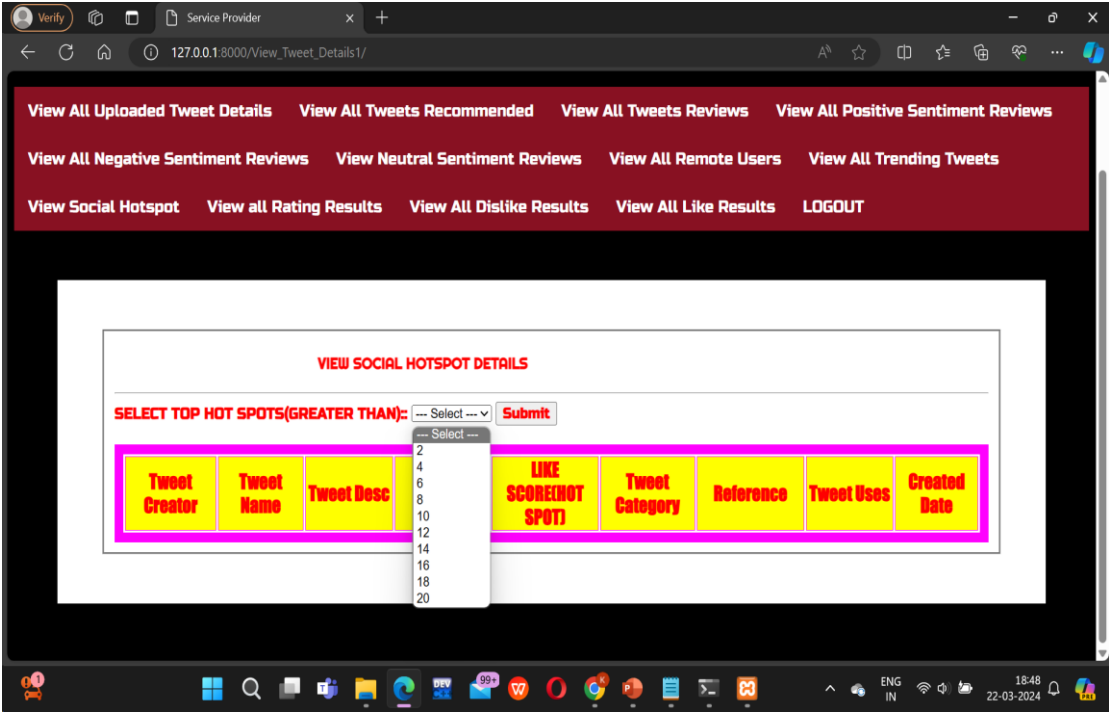 Verify
Service Provider
127.0.0.1:8000/View_Tweet_Details1/
View All Uploaded Tweet Details View All Tweets Recommended View All Tweets Reviews View All Positive Sentiment Reviews
View All Negative Sentiment Reviews View Neutral Sentiment Reviews View All Remote Users View All Trending Tweets
View Social Hotspot View all Rating Results View All Dislike Results View All Like Results LOGOUT
VIEW SOCIAL HOTSPOT DETAILS
SELECT TOP HOT SPOTS(GREATER THAN):: --- Select --- Submit
--- Select ---
2
4
6
8
10
12
14
16
18
20
Tweet Creator Tweet Name Tweet Desc LIKE SCORE(HOT SPOT) Tweet Category Reference Tweet Uses Created Date
1 DEV 99+ ENG 18:48
IN 22-03-2024
PRE